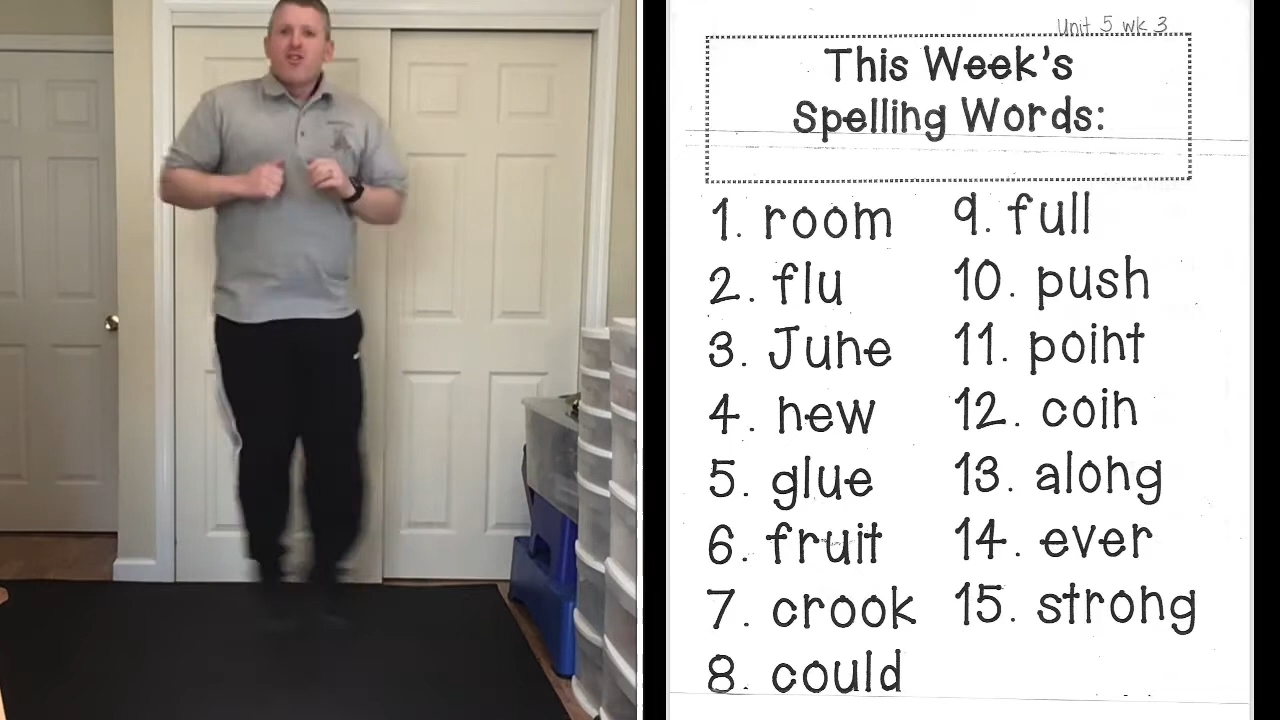 Unit 5 wk 3
This Week's
Spelling Words:
1. room
2. flu
3. June
4. new
5. glue
6. fruit
7. crook
8. could
9. full
10. push
11. point
12. coin
13. along
14. ever
15. strong